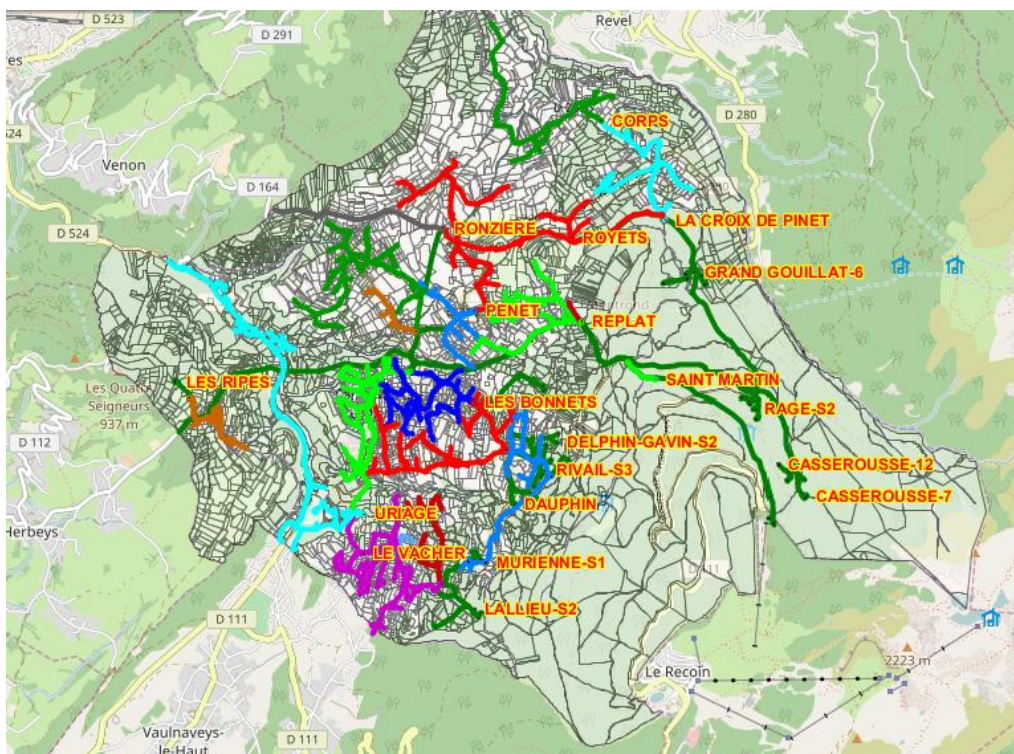 D 523
Revel
D 291
CORPS
D 280
Venon
D 164
LA CROIX DE PINET
RONZIERE
ROYETS
D 524
GRAND GOUILLAT-6
PENET
REPLAT
SAINT MARTIN
LES RIPES
Les Quatre
Seigneurs
937 m
LES BONNETS
RAGE-S2
D 112
DELPHIN-GAVIN-S2
RIVAIL-S3
CASSEROUSSE-12
CASSEROUSSE-7
DAUPHIN
URIAGE
Herbeys
LE VACHER
MURIENNE-S1
LALLIEU-S2
D 111
Le Recoin
2223 m
Vaulnaveys-
le-Haut
D 111